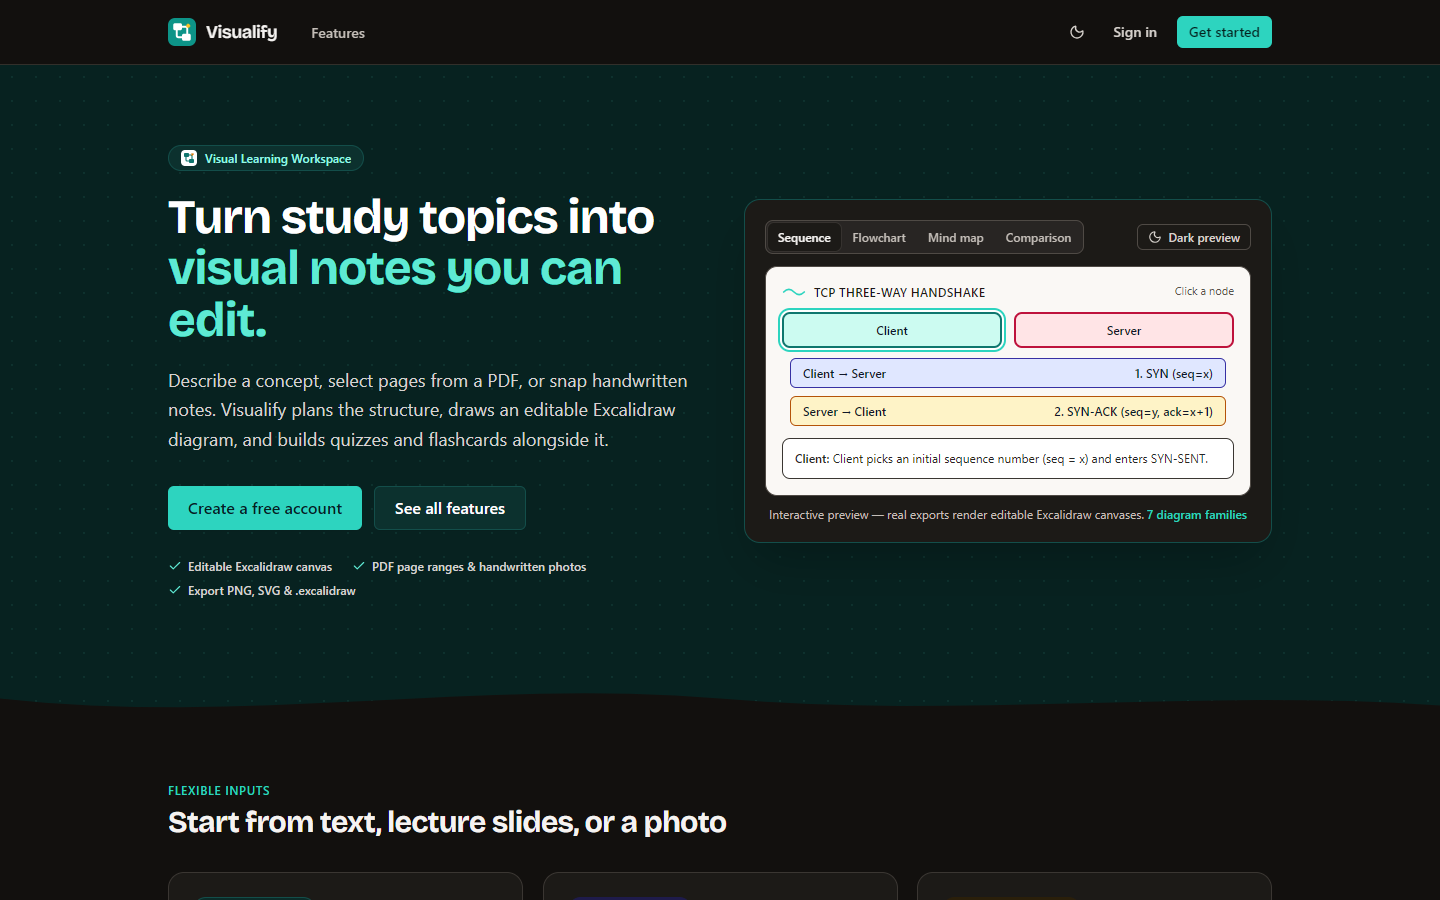 Visualify
Features
Sign in
Get started
Visual Learning Workspace
Turn study topics into
visual notes you can
edit.
Describe a concept, select pages from a PDF, or snap handwritten
notes. Visualify plans the structure, draws an editable Excalidraw
diagram, and builds quizzes and flashcards alongside it.
Create a free account
See all features
Editable Excalidraw canvas
PDF page ranges & handwritten photos
Export PNG, SVG & .excalidraw
Sequence
Flowchart
Mind map
Comparison
Dark preview
TCP THREE-WAY HANDSHAKE
Click a node
Client
Server
Client → Server
1. SYN (seq=x)
Server → Client
2. SYN-ACK (seq=y, ack=x+1)
Client: Client picks an initial sequence number (seq = x) and enters SYN-SENT.
Interactive preview — real exports render editable Excalidraw canvases. 7 diagram families
FLEXIBLE INPUTS
Start from text, lecture slides, or a photo